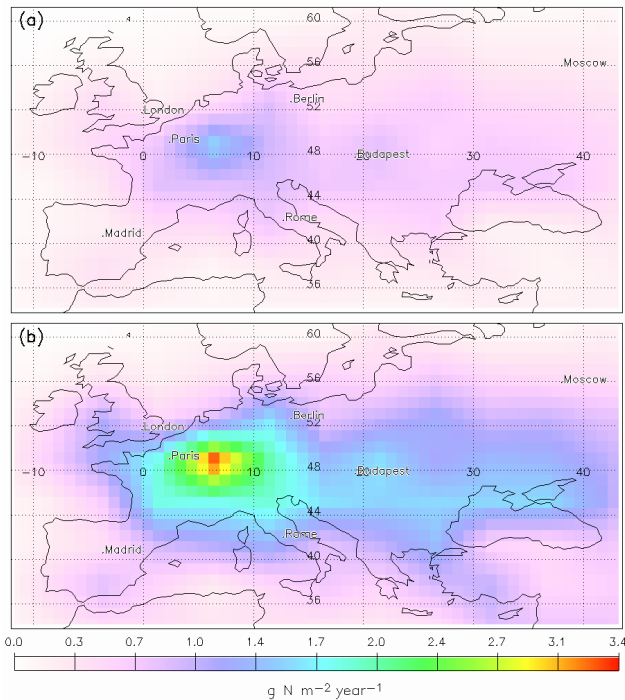 (a)
60
56
Moscow
52
Berlin
London
Paris
-10
0
10
48
Budapest
30
40
44
Rome
Madrid
40
36
(b)
60
56
Moscow
52
Berlin
London
Paris
-10
0
10
48
Budapest
30
40
44
Rome
Madrid
40
36
0.0 0.3 0.7 1.0 1.4 1.7 2.0 2.4 2.7 3.1 3.4
g N m−2 year−1